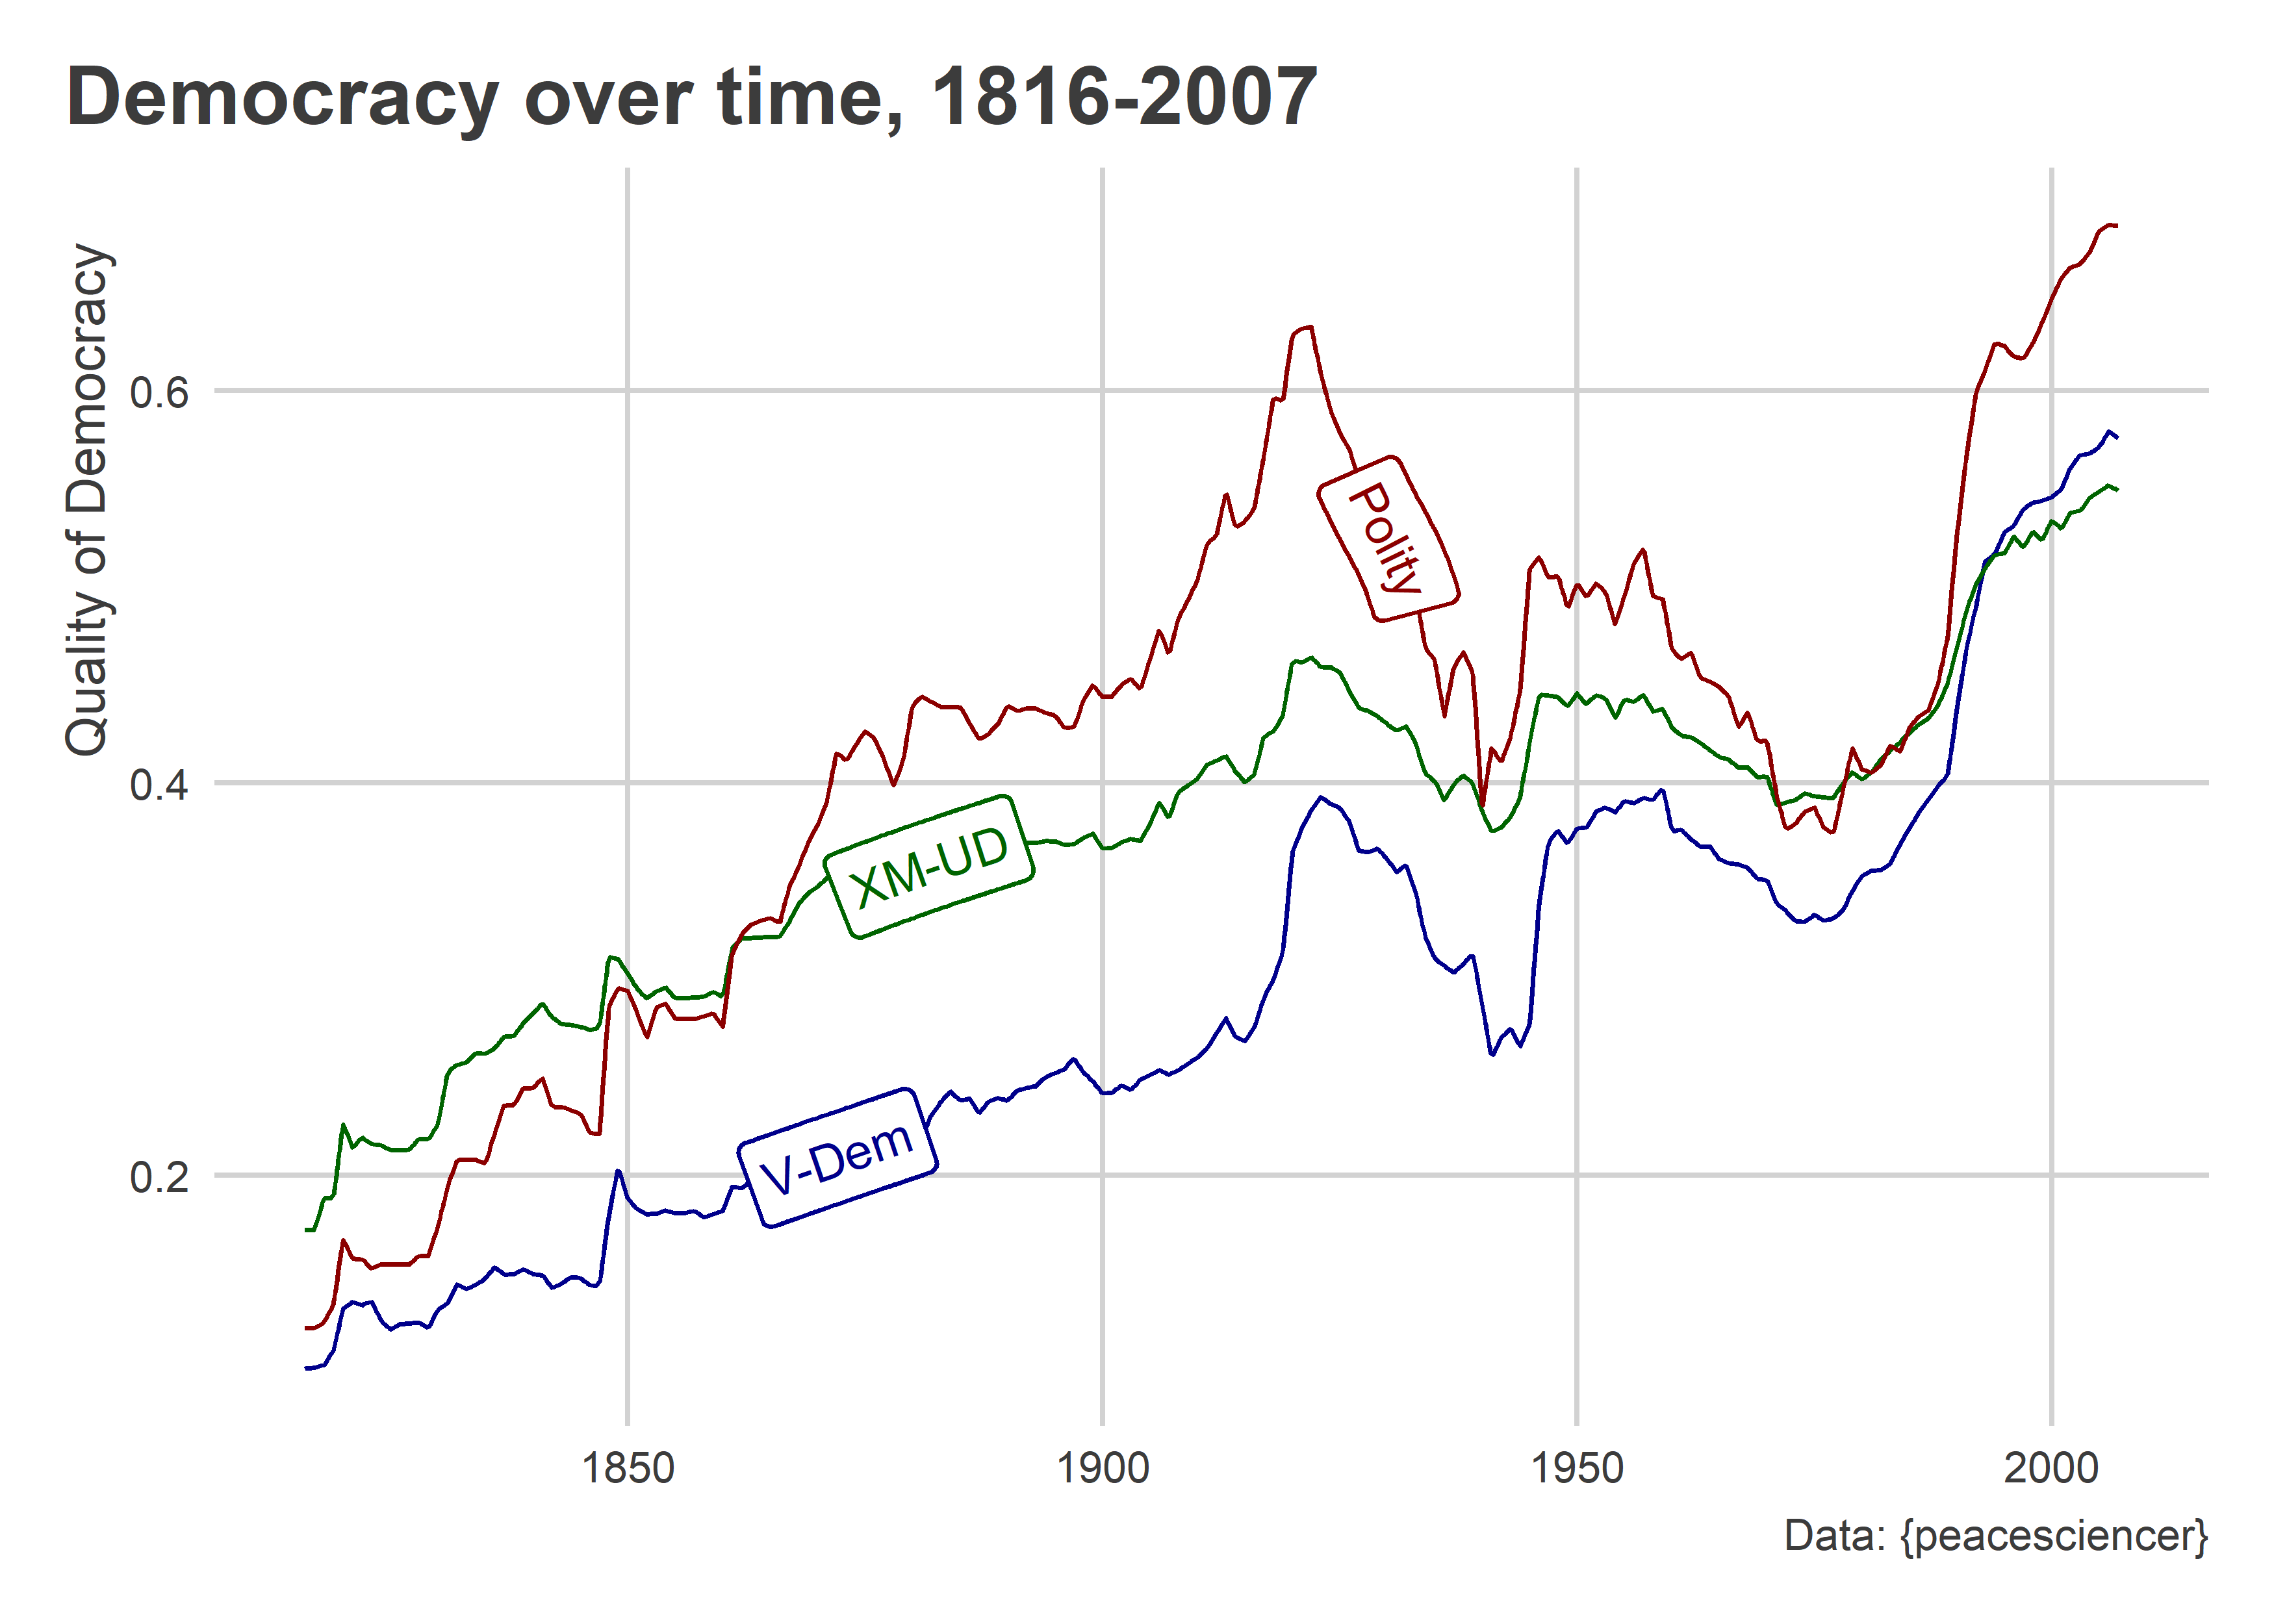 Democracy over time, 1816-2007
Quality of Democracy
0.6
0.4
0.2
Polity
XM-UD
V-Dem
1850
1900
1950
2000
Data: {peacesciencer}